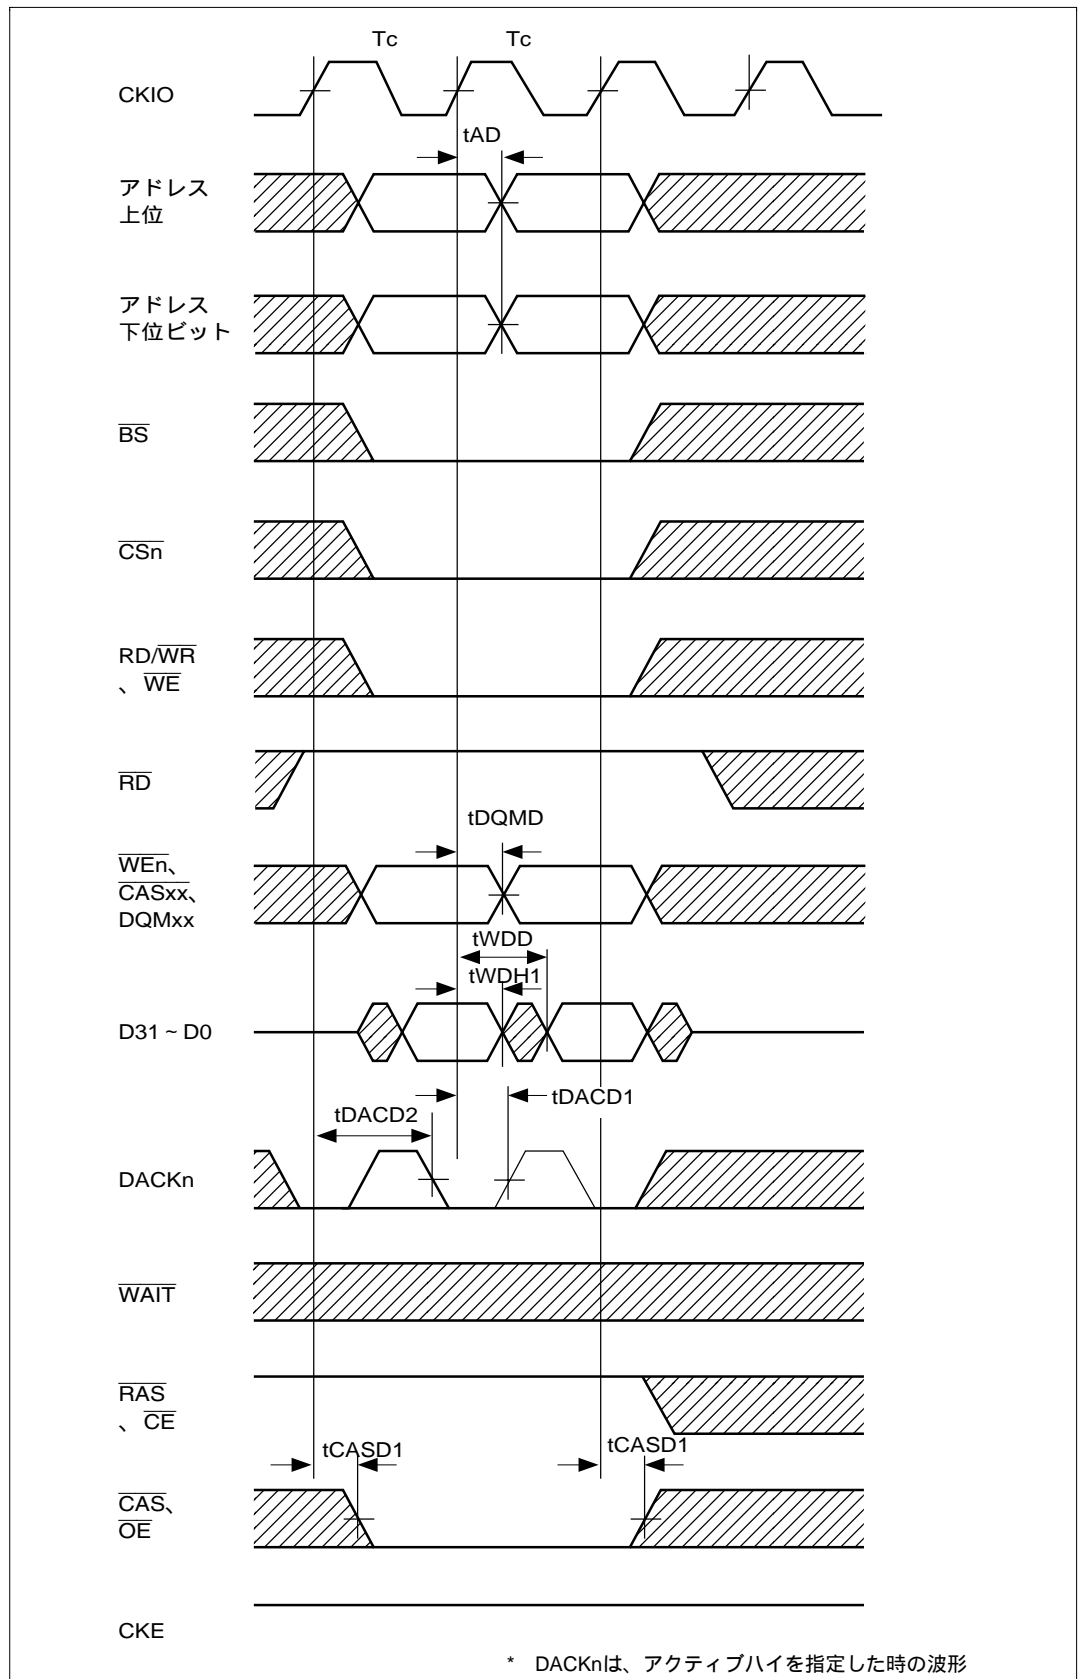 Tc Tc
CKIO
tAD
アドレス
上位
アドレス
下位ビット
BS
CSn
RD/WR
、WE
RD
tDQMD
WEn、
CASxx、
DQMxx
tWDD
tWDH1
D31 ~ D0
tDACD1
tDACD2
DACKn
WAIT
RAS
、CE
tCASD1 tCASD1
CAS、
OE
CKE
* DACKnは、アクティブハイを指定した時の波形